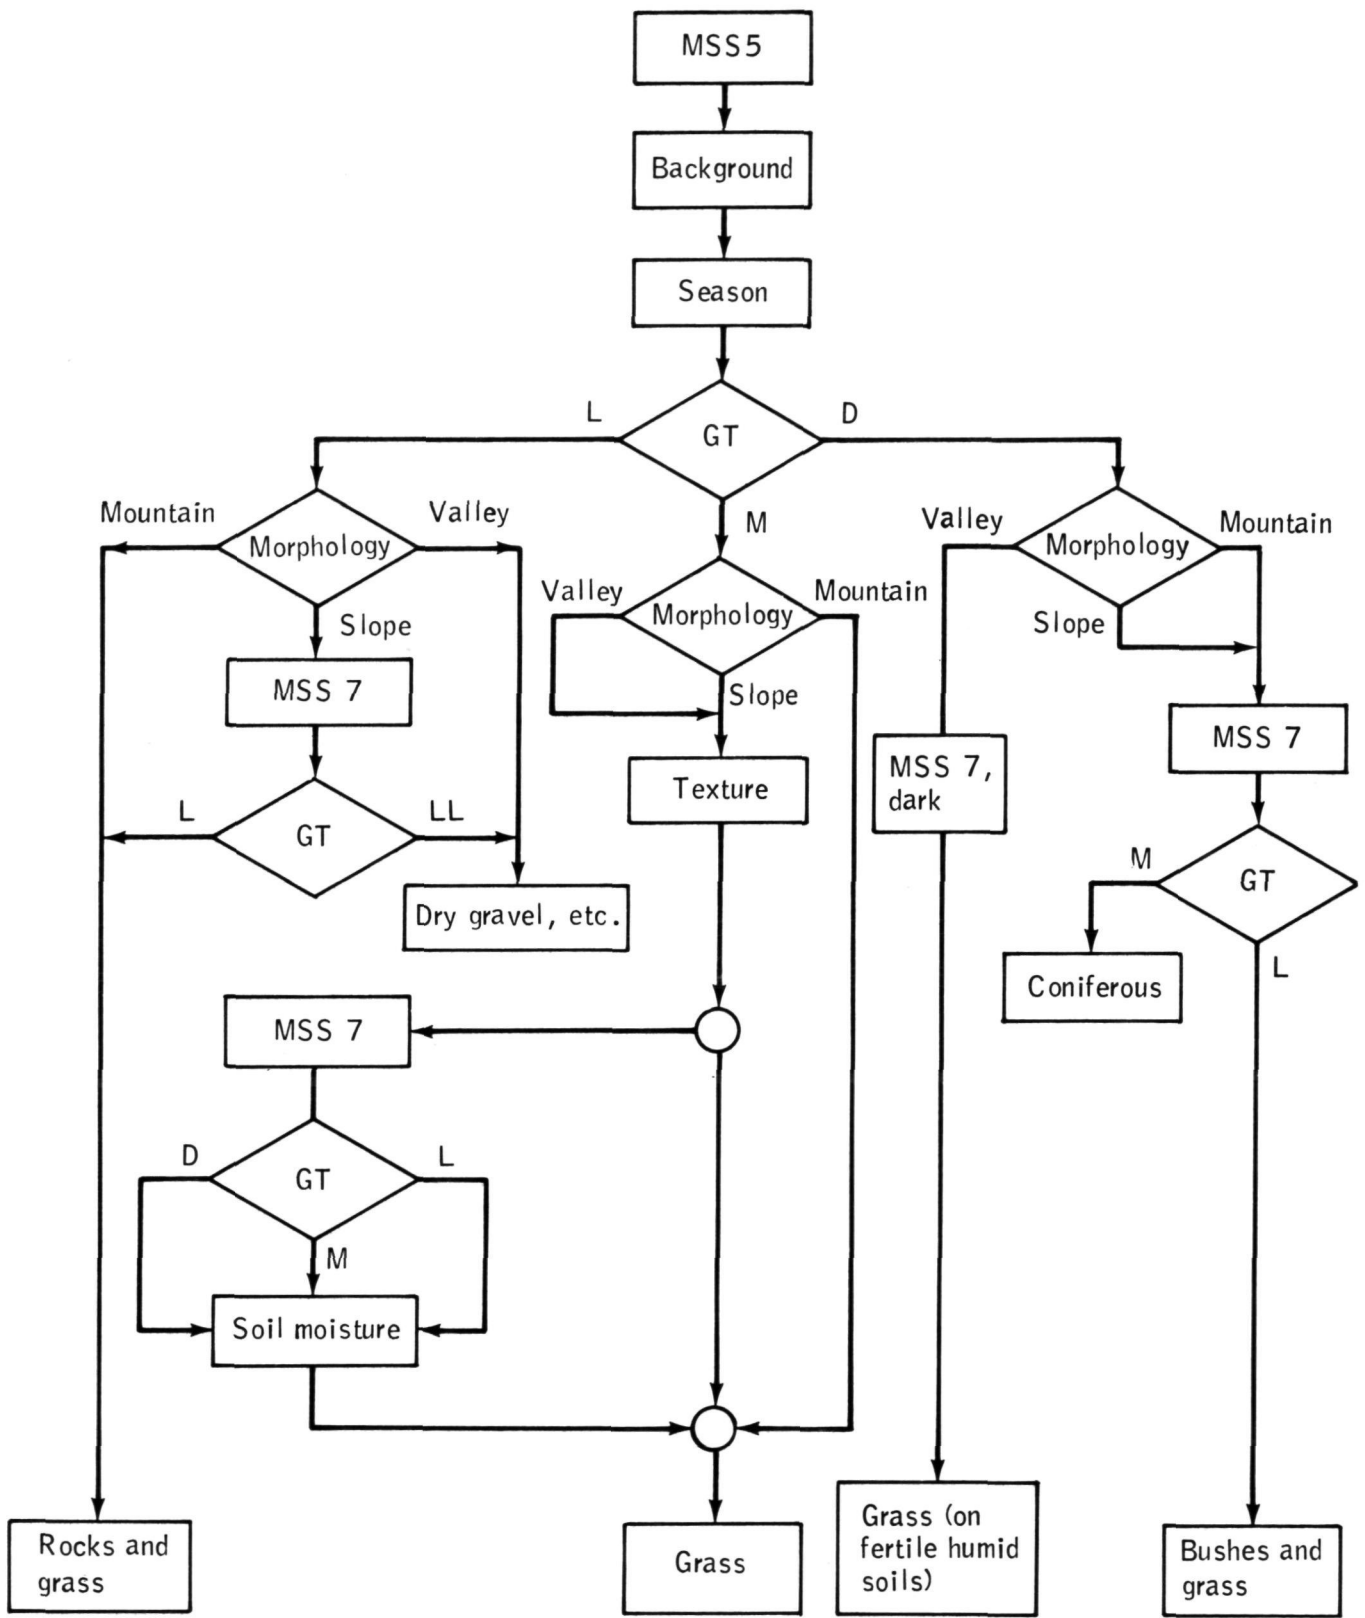 MSS5
Background
Season
L
GT
D
M
Mountain
Morphology
Valley
Slope
MSS 7
L
GT
LL
Dry gravel, etc.
Valley
Morphology
Mountain
Slope
Texture
Valley
Morphology
Mountain
Slope
MSS 7,
dark
MSS 7
M
GT
L
Coniferous
MSS 7
D
GT
L
M
Soil moisture
Rocks and
grass
Grass
Grass (on
fertile humid
soils)
Bushes and
grass